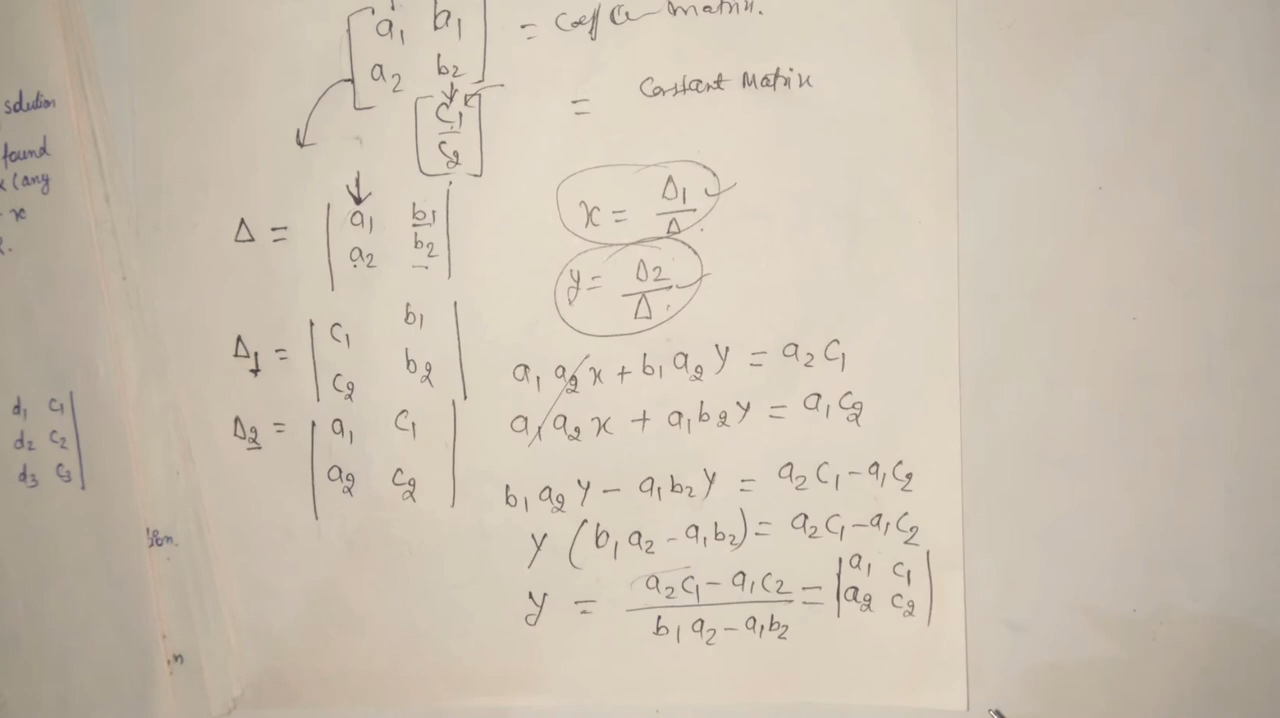 [a₁ b₁
a₂ b₂] = Coeff Matrix.
[c₁
c₂] = Constant Matrix
Δ = |a₁ b₁
a₂ b₂|
x = Δ₁/Δ.
y = Δ₂/Δ.
Δ₁ = |c₁ b₁
c₂ b₂|
Δ₂ = |a₁ c₁
a₂ c₂|
a₁a₂x + b₁a₂y = a₂c₁
a₁a₂x + a₁b₂y = a₁c₂
b₁a₂y - a₁b₂y = a₂c₁ - a₁c₂
y(b₁a₂ - a₁b₂) = a₂c₁ - a₁c₂
y = (a₂c₁ - a₁c₂)/(b₁a₂ - a₁b₂) = |a₁ c₁
a₂ c₂|
solution
found
(any
x
d₁ c₁|
d₂ c₂|
d₃ c₃|